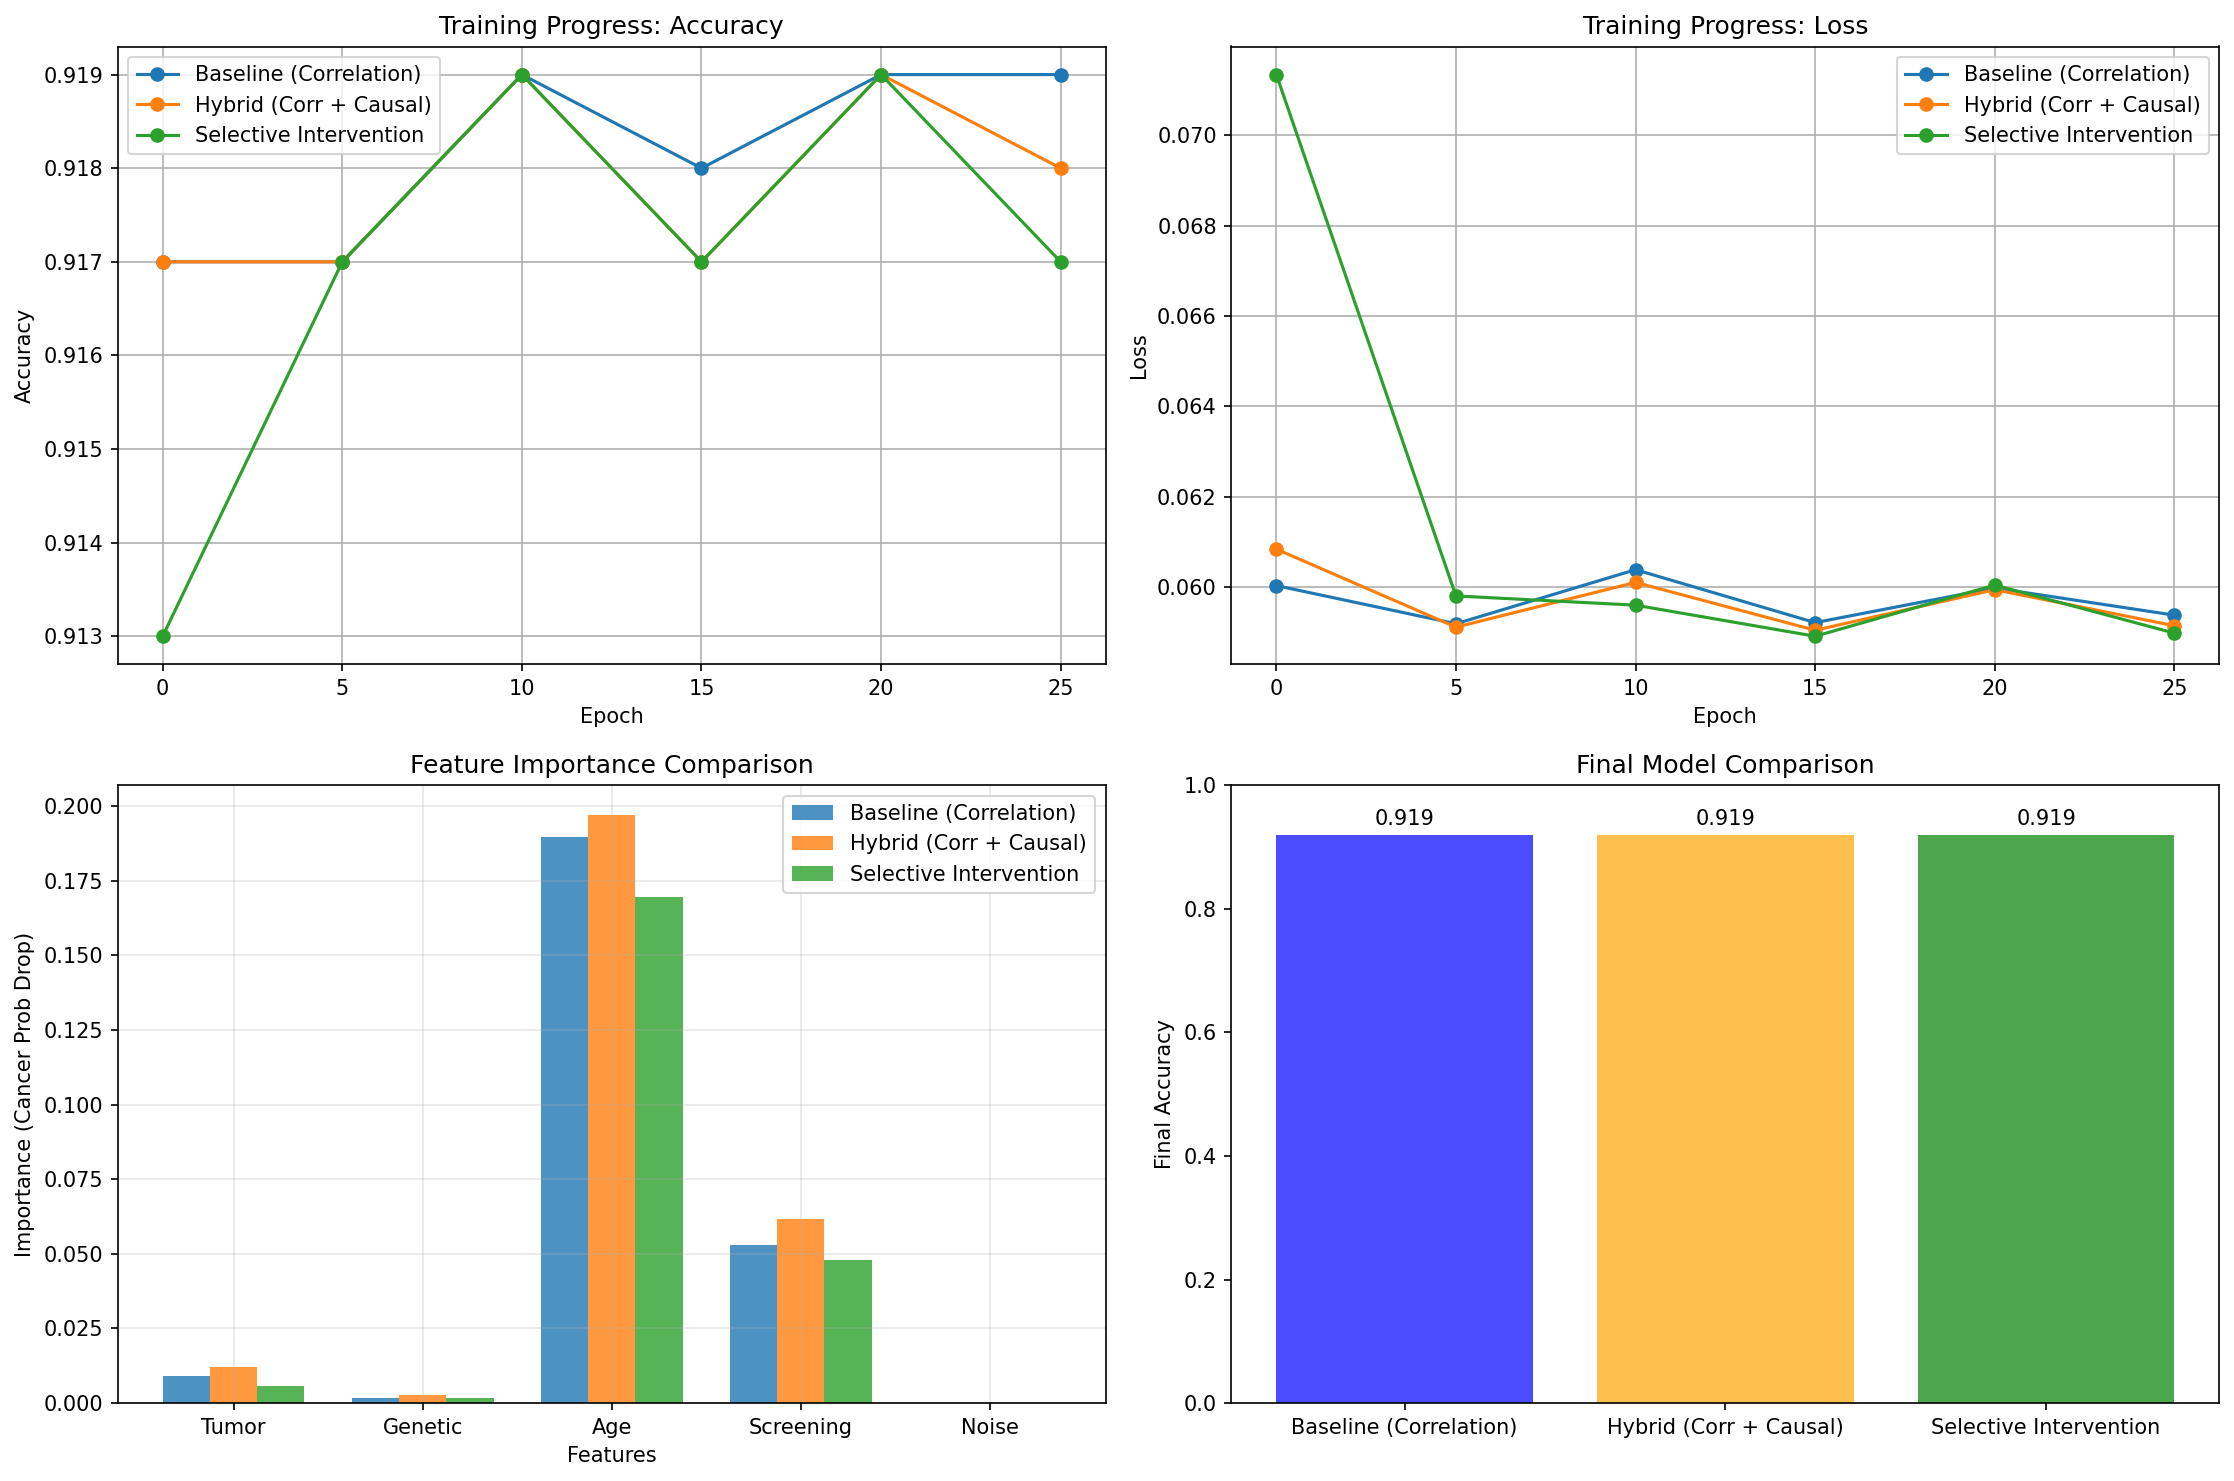 Training Progress: Accuracy
Baseline (Correlation)
Hybrid (Corr + Causal)
Selective Intervention
0.919
0.918
0.917
0.916
0.915
0.914
0.913
Accuracy
0 5 10 15 20 25
Epoch
Training Progress: Loss
Baseline (Correlation)
Hybrid (Corr + Causal)
Selective Intervention
0.070
0.068
0.066
0.064
0.062
0.060
Loss
0 5 10 15 20 25
Epoch
Feature Importance Comparison
Baseline (Correlation)
Hybrid (Corr + Causal)
Selective Intervention
0.200
0.175
0.150
0.125
0.100
0.075
0.050
0.025
0.000
Importance (Cancer Prob Drop)
Tumor Genetic Age Screening Noise
Features
Final Model Comparison
0.919 0.919 0.919
1.0
0.8
0.6
0.4
0.2
0.0
Final Accuracy
Baseline (Correlation) Hybrid (Corr + Causal) Selective Intervention